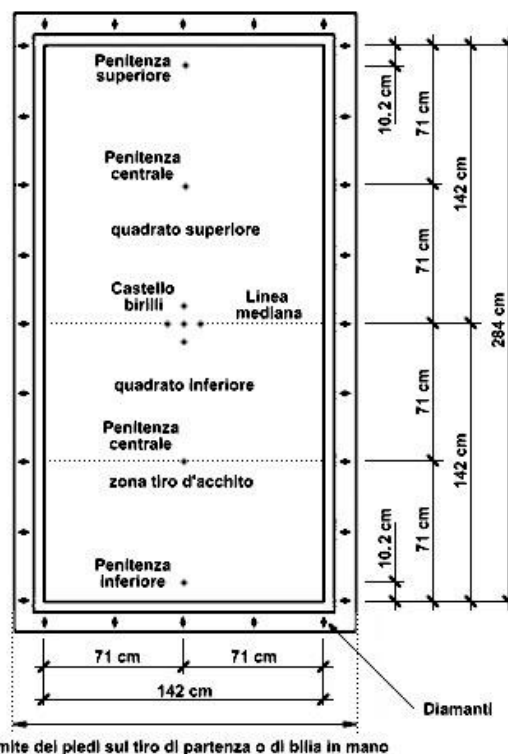 Penitenza
superiore
10.2 cm
71 cm
Penitenza
centrale
142 cm
quadrato superiore
71 cm
Castello
birilli
Linea
mediana
284 cm
quadrato inferiore
71 cm
Penitenza
centrale
142 cm
zona tiro d'acchito
10.2 cm
71 cm
Penitenza
inferiore
71 cm
71 cm
142 cm
Diamanti
mite dei piedi sul tiro di partenza o di bilia in mano